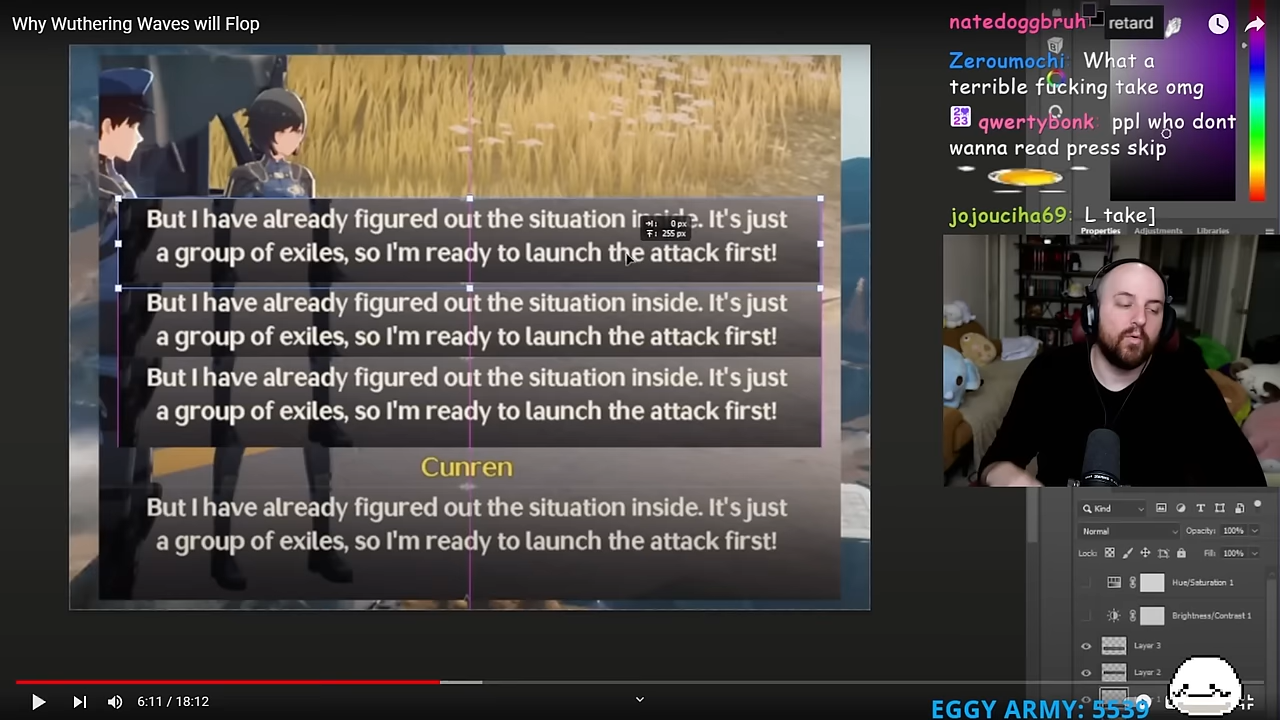 Why Wuthering Waves will Flop
natedoggbruh retard
Zeroumochi: What a
terrible fucking take omg
qwertybonk: ppl who dont
wanna read press skip
jojouciha69: L take]
But I have already figured out the situation inside. It's just
0 px
255 px
a group of exiles, so I'm ready to launch the attack first!
But I have already figured out the situation inside. It's just
a group of exiles, so I'm ready to launch the attack first!
But I have already figured out the situation inside. It's just
a group of exiles, so I'm ready to launch the attack first!
Cunren
But I have already figured out the situation inside. It's just
a group of exiles, so I'm ready to launch the attack first!
Properties Adjustments Libraries
Kind
Normal Opacity: 100%
Lock: Fill: 100%
Hue/Saturation 1
Brightness/Contrast 1
Layer 3
Layer 2
6:11 / 18:12
EGGY ARMY: 5539